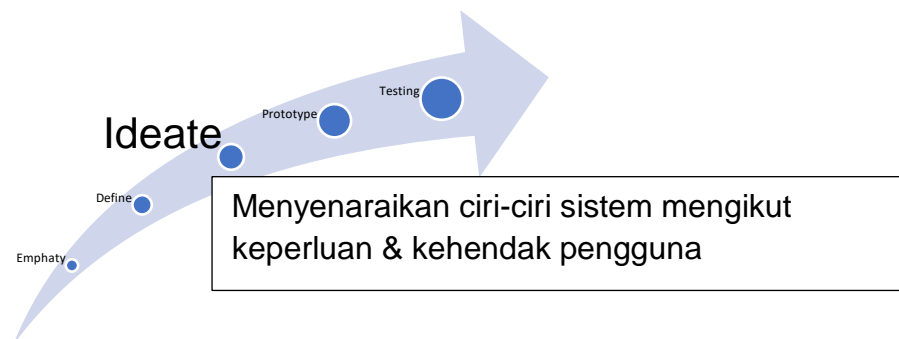 Testing
Prototype
Ideate
Define
Menyenaraikan ciri-ciri sistem mengikut
keperluan & kehendak pengguna
Emphaty